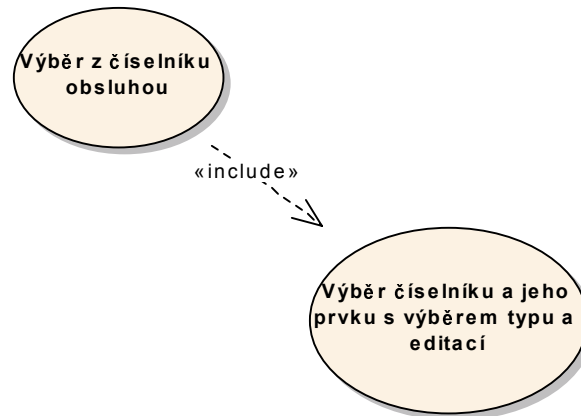 Výběr z číselníku
obsluhou
«include»
Výběr číselníku a jeho
prvku s výběrem typu a
editací